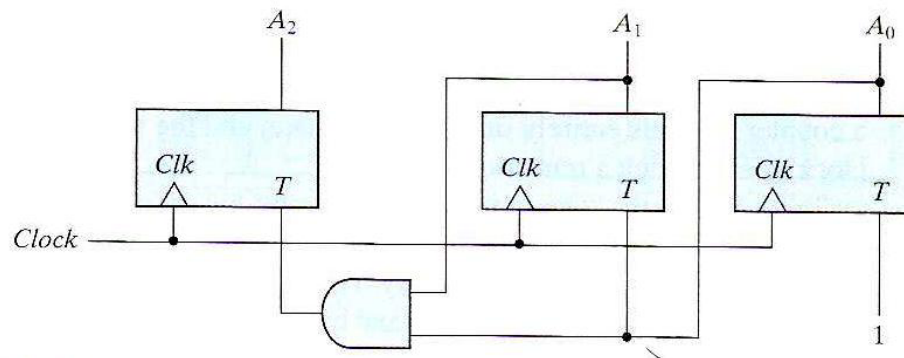 A₂ A₁ A₀
Clk Clk Clk
T T T
Clock
1